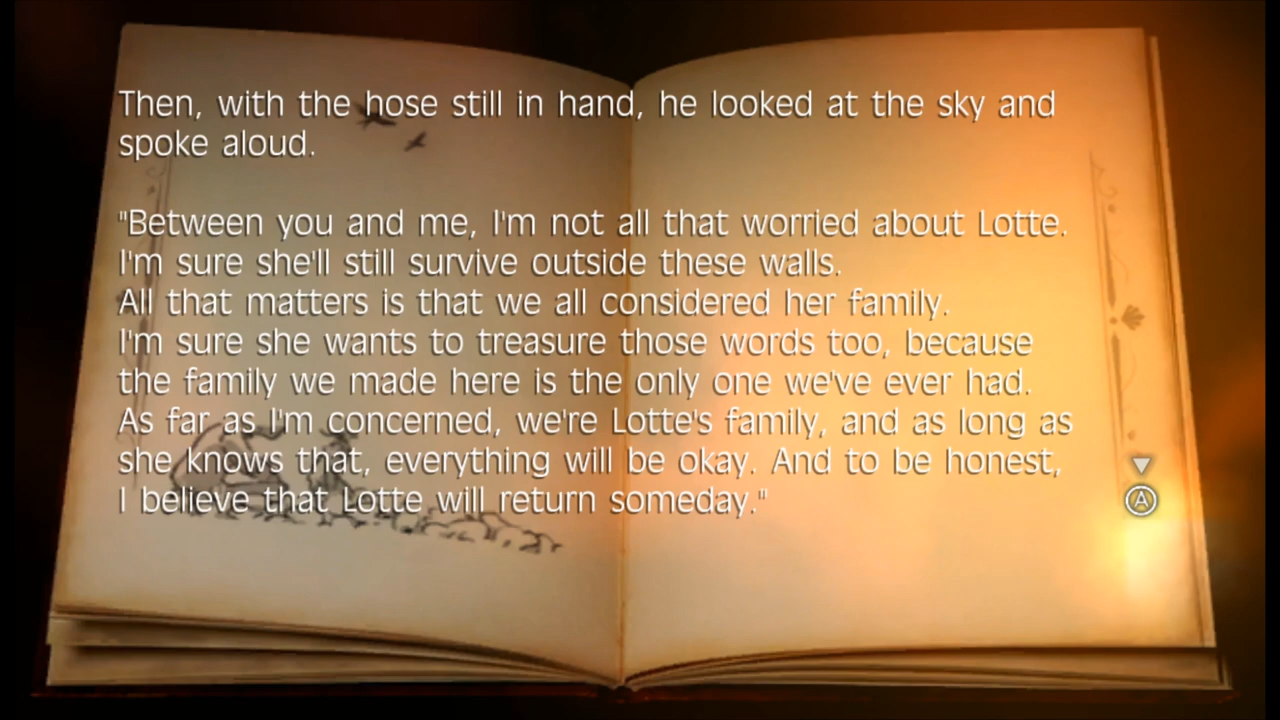 Then, with the hose still in hand, he looked at the sky and
spoke aloud.
"Between you and me, I'm not all that worried about Lotte.
I'm sure she'll still survive outside these walls.
All that matters is that we all considered her family.
I'm sure she wants to treasure those words too, because
the family we made here is the only one we've ever had.
As far as I'm concerned, we're Lotte's family, and as long as
she knows that, everything will be okay. And to be honest,
I believe that Lotte will return someday."
A